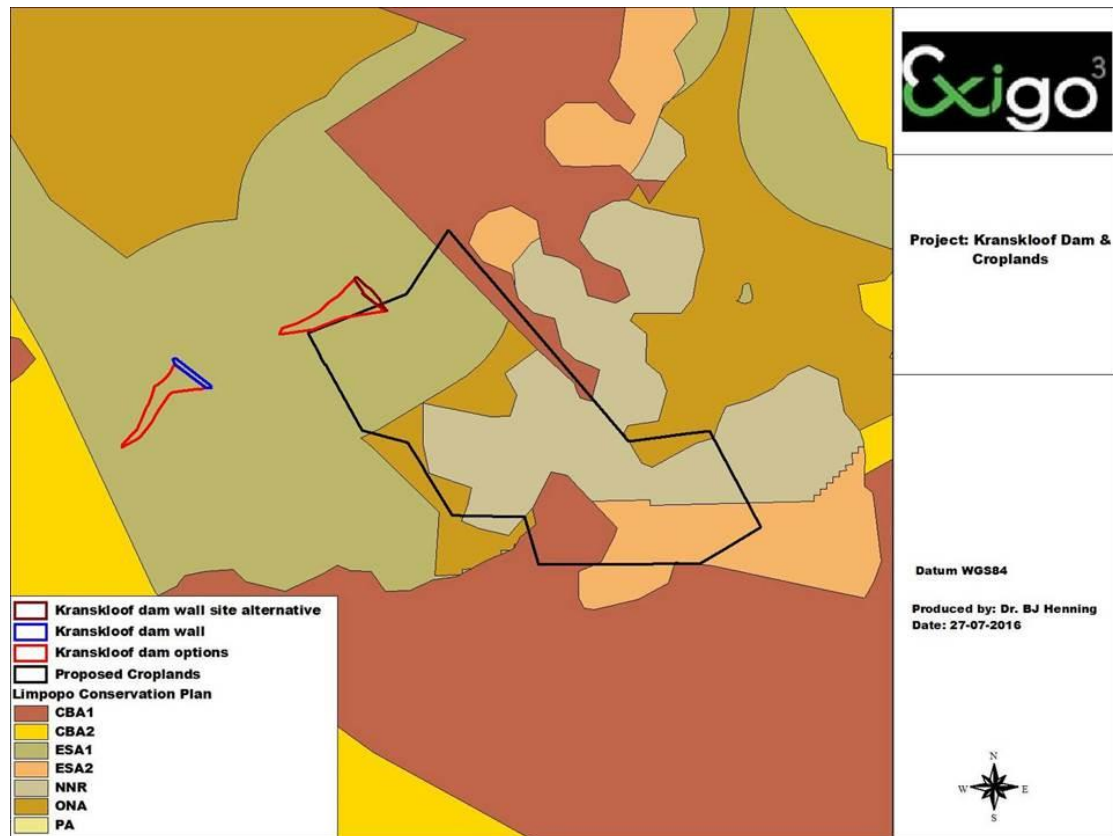 Exigo3
Project: Kranskloof Dam &
Croplands
Datum WGS84
Produced by: Dr. BJ Henning
Date: 27-07-2016
N
W E
S
Kranskloof dam wall site alternative
Kranskloof dam wall
Kranskloof dam options
Proposed Croplands
Limpopo Conservation Plan
CBA1
CBA2
ESA1
ESA2
NNR
ONA
PA